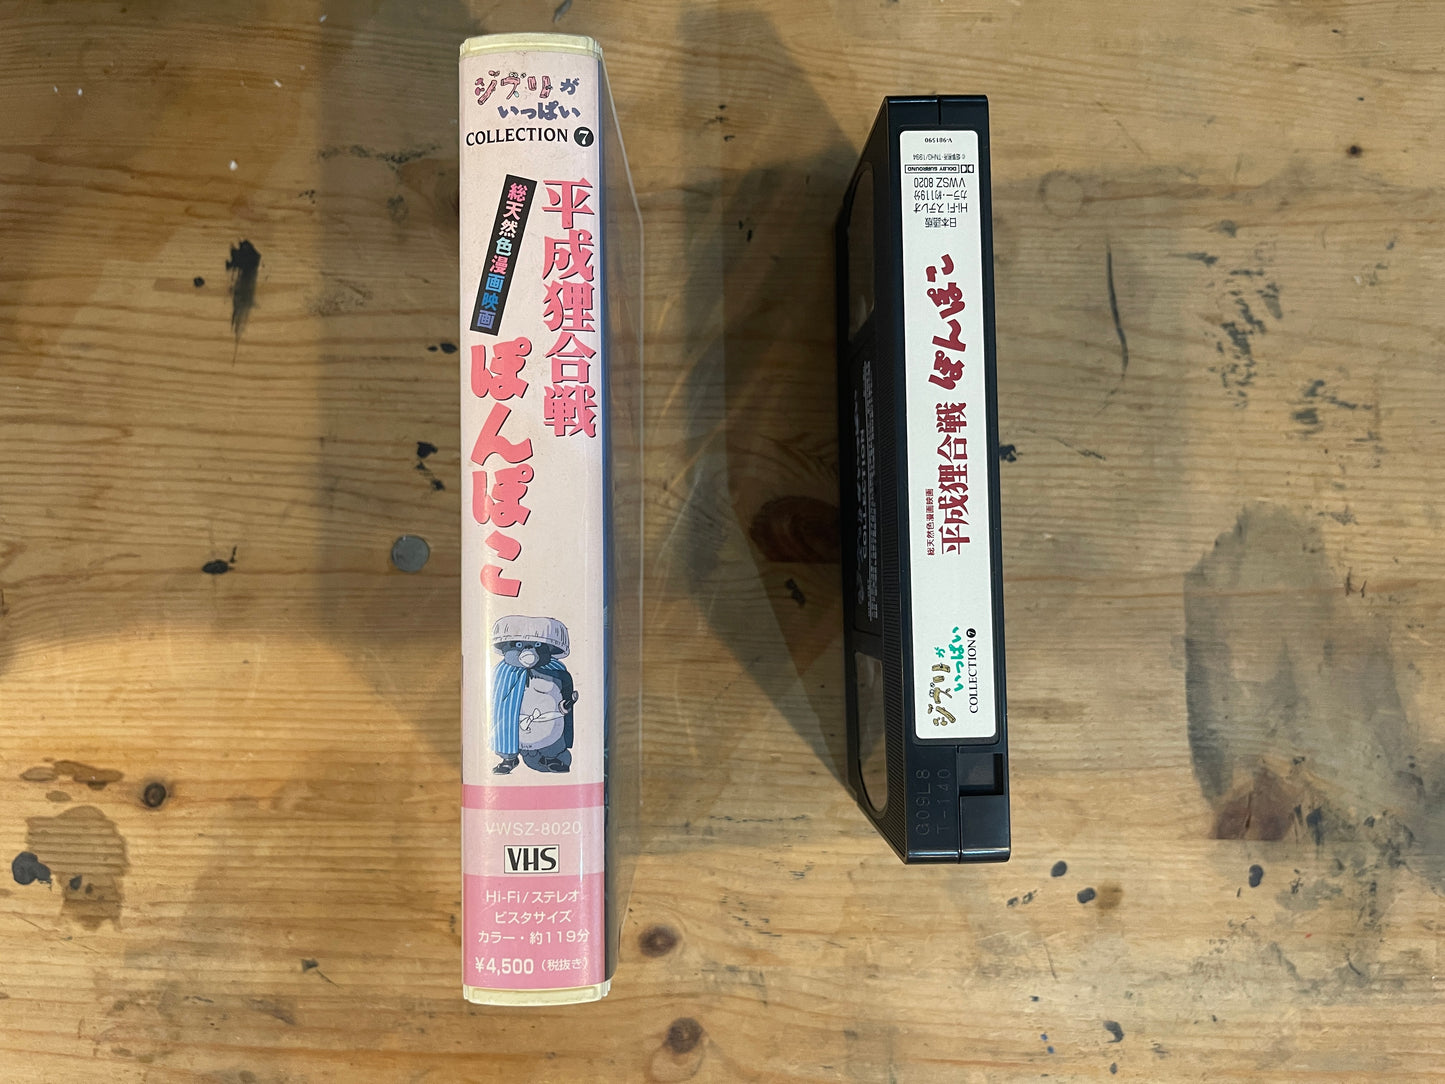 ジブリが
いっぱい
COLLECTION 7
平成狸合戦
総天然色漫画映画
ぽんぽこ
VWSZ-8020
VHS
Hi-Fi/ステレオ
ビスタサイズ
カラー・約119分
¥4,500(税抜き)
ジブリが
いっぱい
COLLECTION 7
総天然色漫画映画
平成狸合戦 ぽんぽこ
日本語版
Hi-Fi ステレオ
カラー・約119分
VWSZ 8020
DOLBY SURROUND
V-981590
G09L8
T-140
COLLECTION